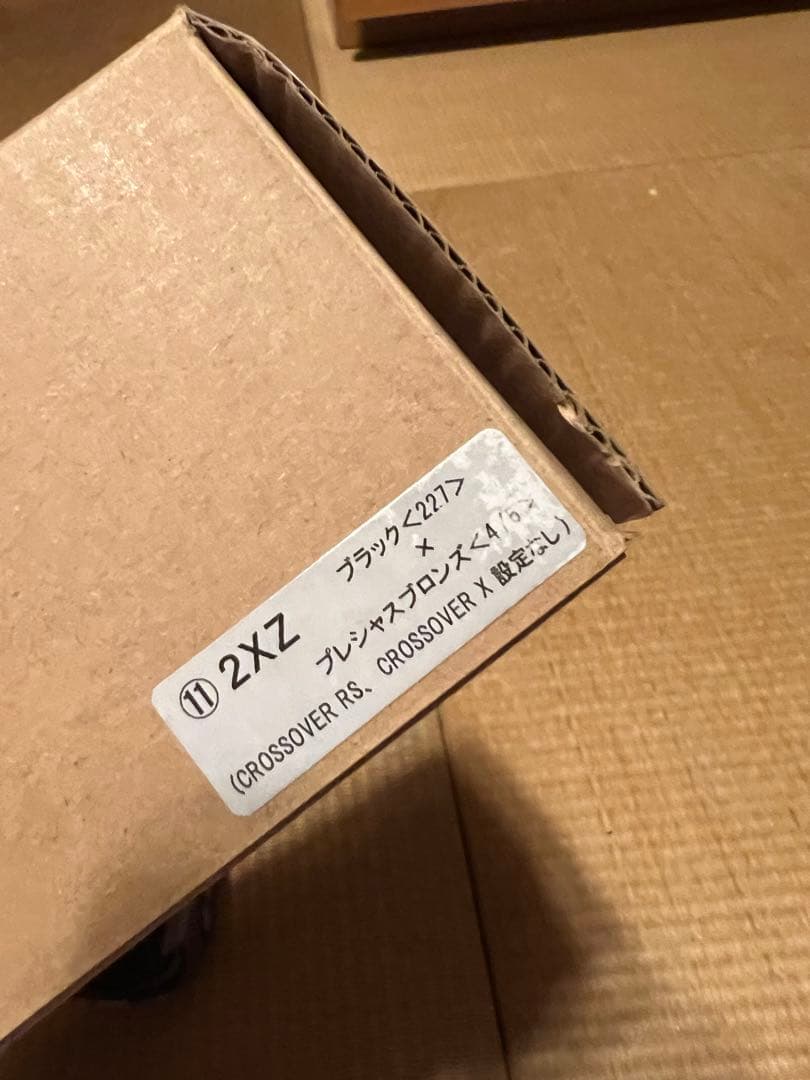 ⑪ 2XZ
ブラック<227>
×
プレシャスブロンズ
(CROSSOVER RS、CROSSOVER X 設定なし)